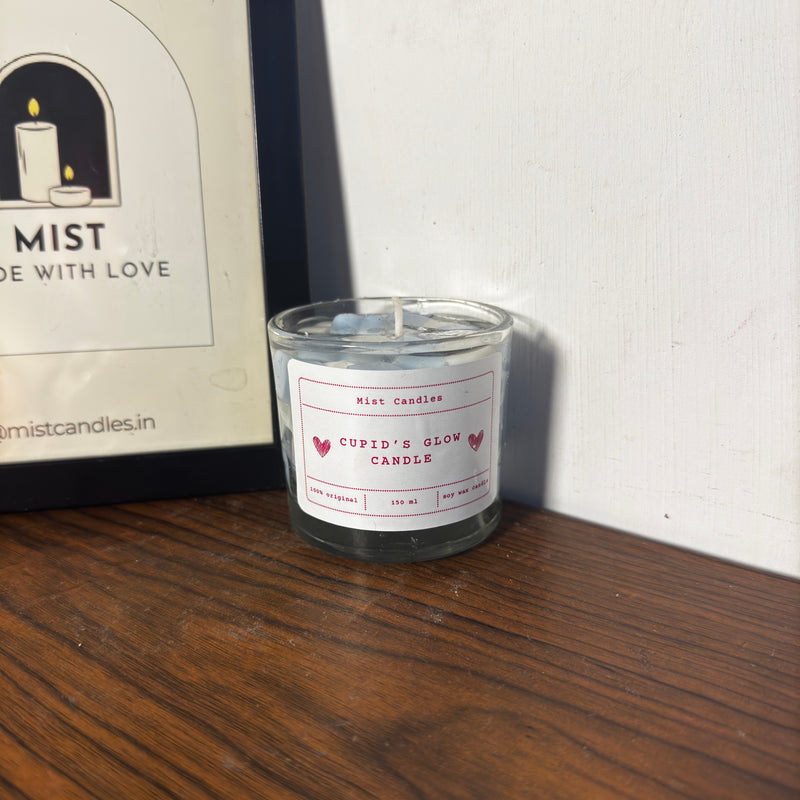 MIST
DE WITH LOVE
@mistcandles.in
Mist Candles
CUPID'S GLOW
CANDLE
100% original
150 ml
soy wax candle